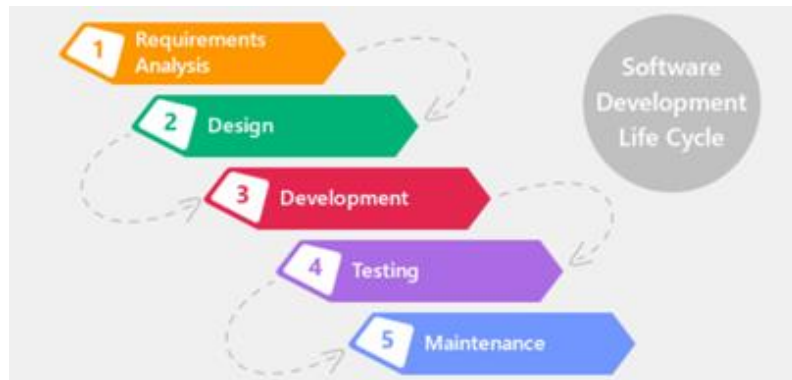 1
Requirements
Analysis
2
Design
3
Development
4
Testing
5
Maintenance
Software
Development
Life Cycle